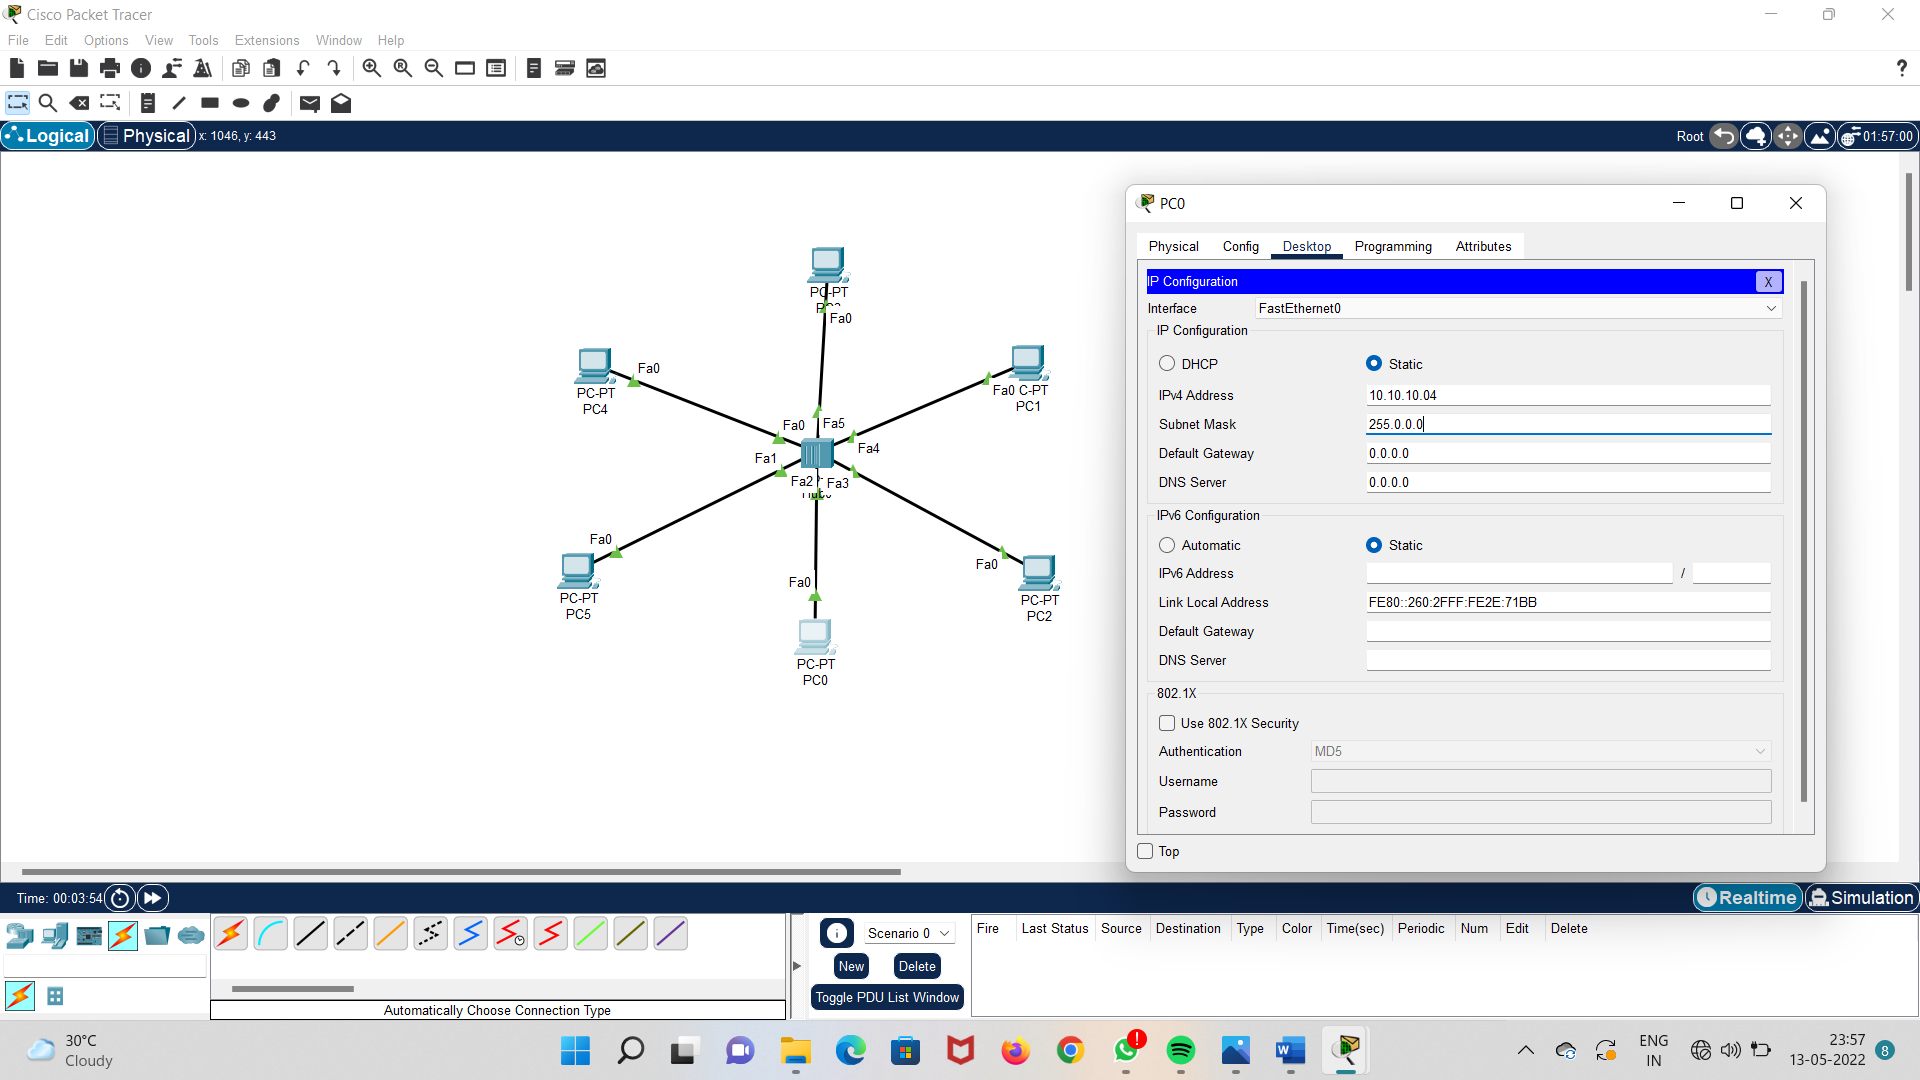 Cisco Packet Tracer
File Edit Options View Tools Extensions Window Help
?
Logical Physical x: 1046, y: 443
Root 01:57:00
PC-PT
Fa0
Fa0
PC-PT
PC4
Fa0 C-PT
PC1
Fa0 Fa5
Fa4
Fa1
Fa2 Fa3
Fa0
PC-PT
PC5
Fa0
Fa0
PC-PT
PC2
PC-PT
PC0
PC0
Physical Config Desktop Programming Attributes
IP Configuration X
Interface FastEthernet0
IP Configuration
DHCP Static
IPv4 Address 10.10.10.04
Subnet Mask 255.0.0.0
Default Gateway 0.0.0.0
DNS Server 0.0.0.0
IPv6 Configuration
Automatic Static
IPv6 Address /
Link Local Address FE80::260:2FFF:FE2E:71BB
Default Gateway
DNS Server
802.1X
Use 802.1X Security
Authentication MD5
Username
Password
Top
Time: 00:03:54 Realtime Simulation
Scenario 0
New Delete
Toggle PDU List Window
Fire Last Status Source Destination Type Color Time(sec) Periodic Num Edit Delete
Automatically Choose Connection Type
30°C
Cloudy
ENG
IN
23:57
13-05-2022
8